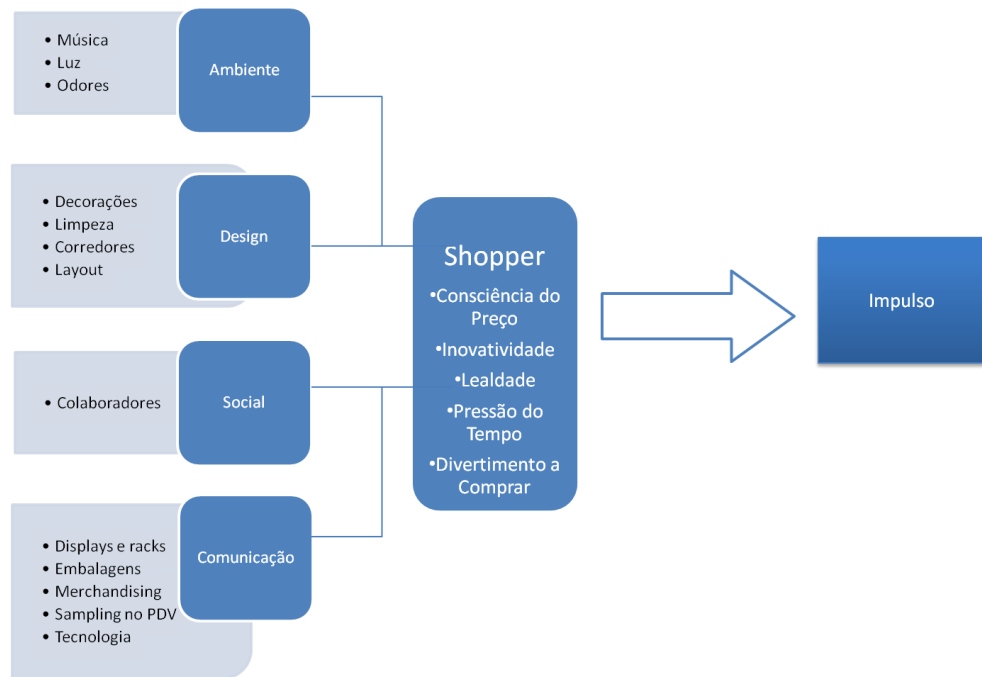 • Música
• Luz
• Odores
Ambiente
• Decorações
• Limpeza
• Corredores
• Layout
Design
• Colaboradores
Social
• Displays e racks
• Embalagens
• Merchandising
• Sampling no PDV
• Tecnologia
Comunicação
Shopper
•Consciência do
Preço
•Inovatividade
•Lealdade
•Pressão do
Tempo
•Divertimento a
Comprar
Impulso